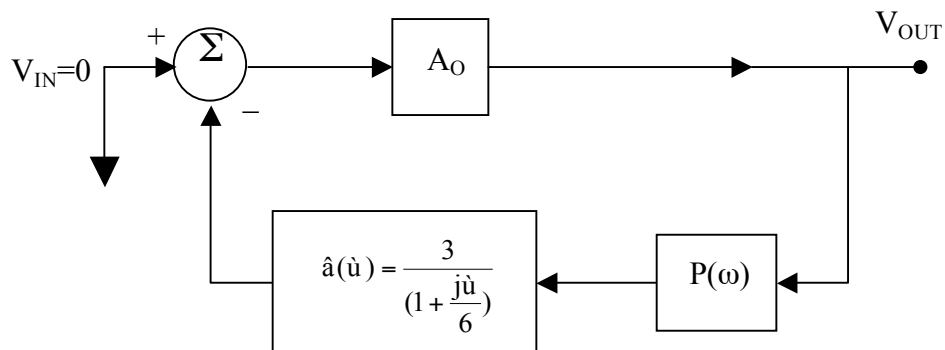 V_OUT
+
Σ
V_IN=0
A_O
−
â(ù) = 3 / (1 + jù/6)
P(ω)